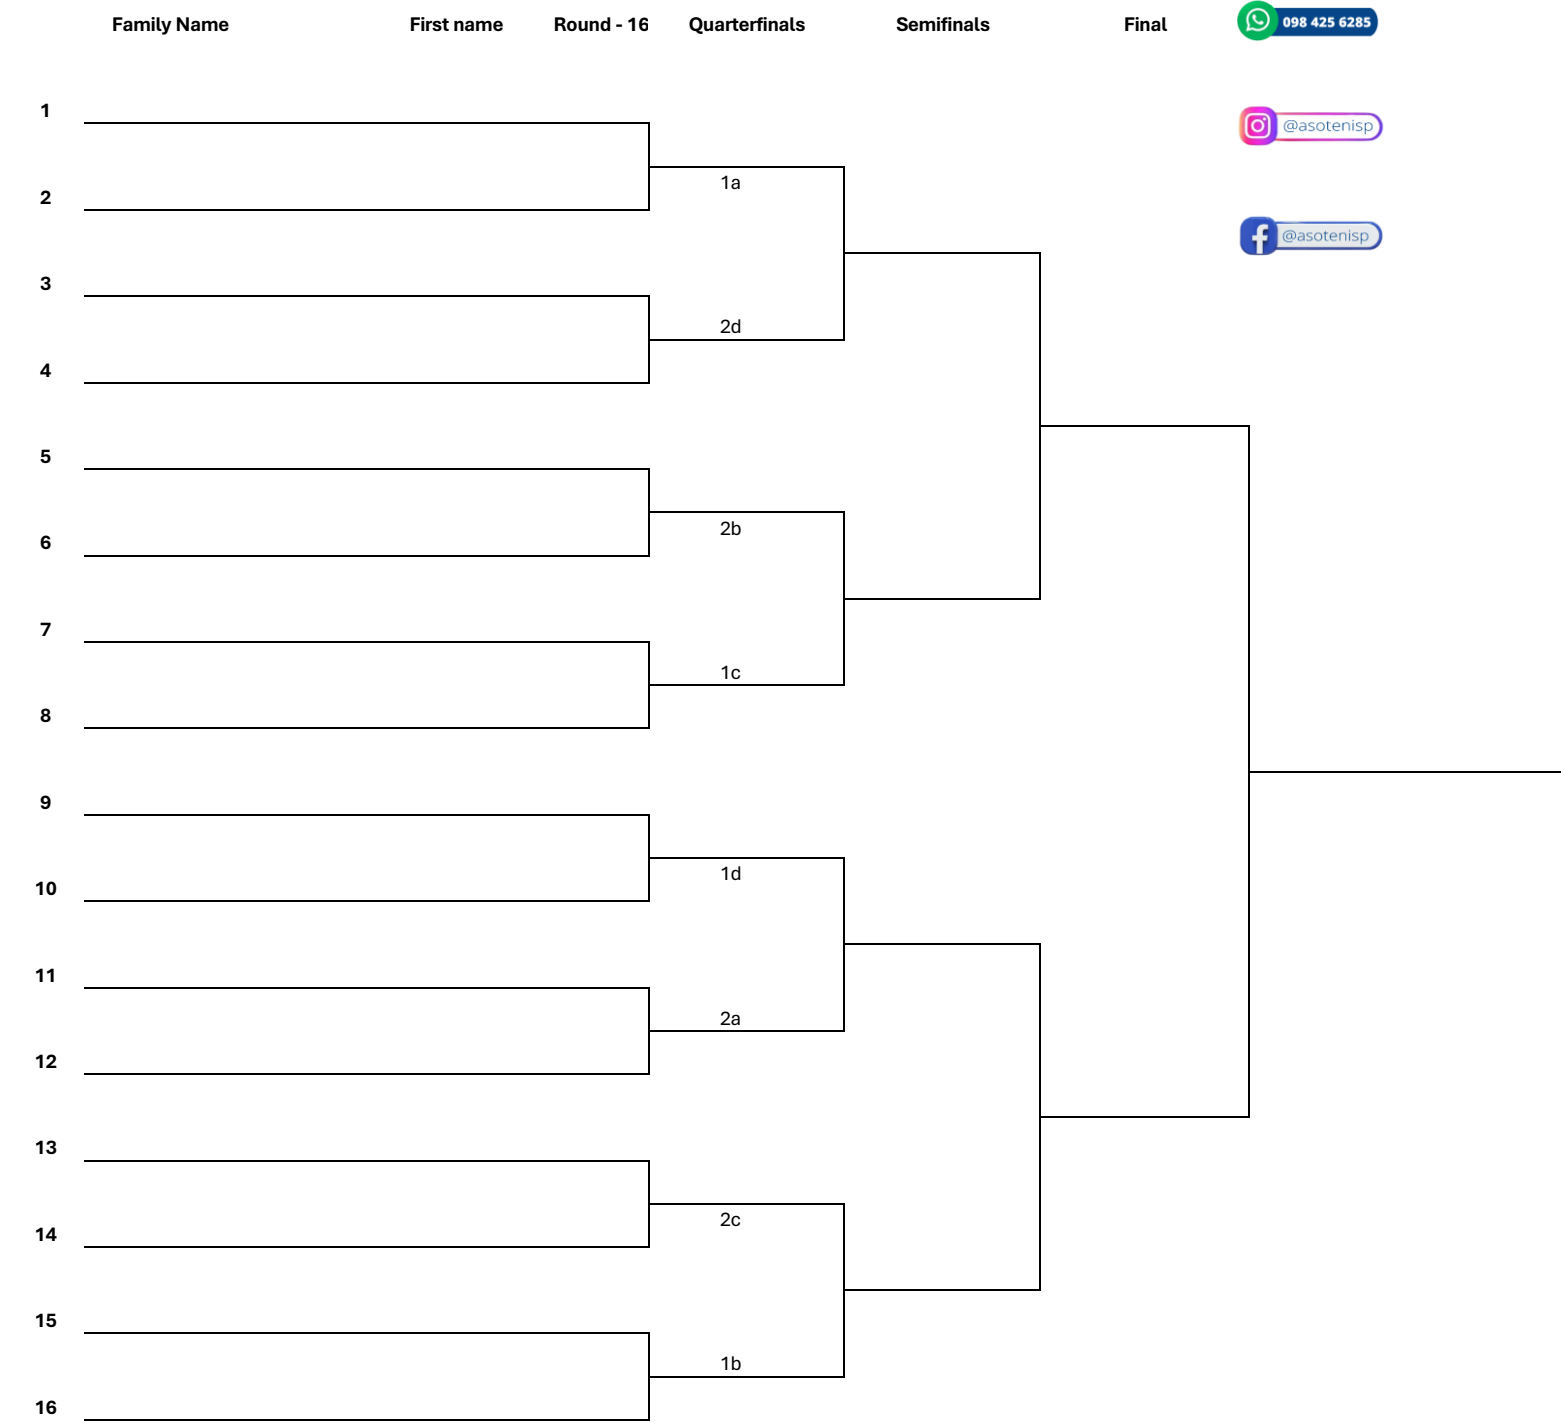 Family Name First name Round - 16 Quarterfinals Semifinals Final 098 425 6285
1
@asotenisp
1a
2
@asotenisp
3
2d
4
5
2b
6
7
1c
8
9
1d
10
11
2a
12
13
2c
14
15
1b
16